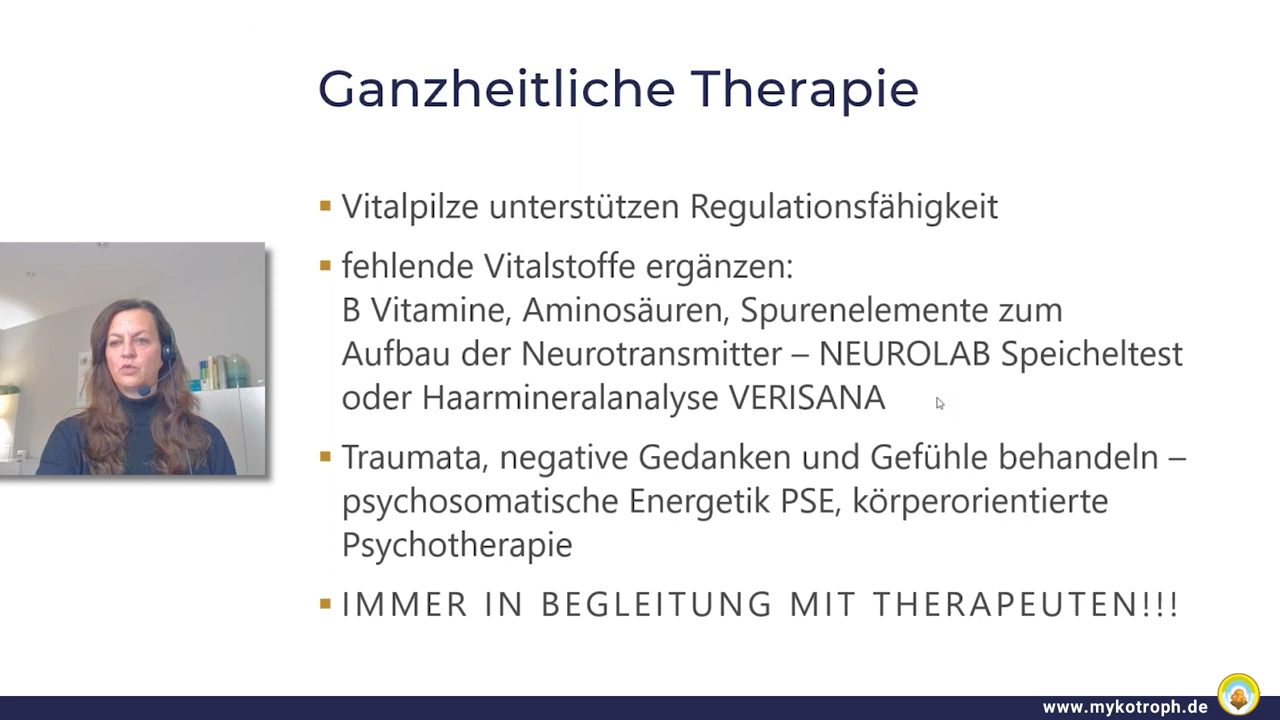 Ganzheitliche Therapie
Vitalpilze unterstützen Regulationsfähigkeit
fehlende Vitalstoffe ergänzen:
B Vitamine, Aminosäuren, Spurenelemente zum
Aufbau der Neurotransmitter – NEUROLAB Speicheltest
oder Haarmineralanalyse VERISANA
Traumata, negative Gedanken und Gefühle behandeln –
psychosomatische Energetik PSE, körperorientierte
Psychotherapie
IMMER IN BEGLEITUNG MIT THERAPEUTEN!!!
www.mykotroph.de